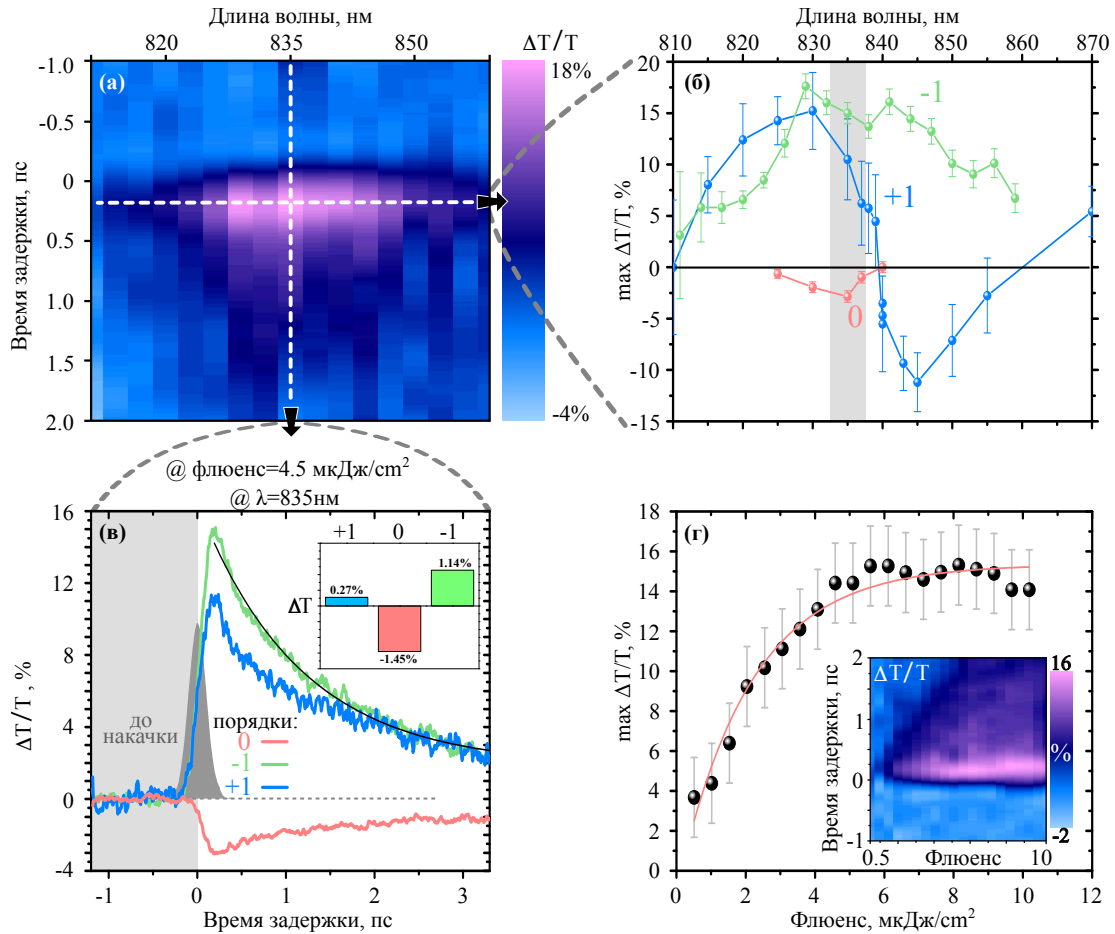 Длина волны, нм
820 835 850
ΔT/T
(а)
18%
-4%
-1.0
-0.5
0
0.5
1.0
1.5
2.0
Время задержки, пс
Длина волны, нм
810 820 830 840 850 860 870
(б)
20
15
10
5
0
-5
-10
-15
max ΔT/T, %
-1
+1
0
@ флюенс=4.5 мкДж/cm²
@ λ=835нм
(в)
16
12
8
4
0
-4
ΔT/T , %
+1 0 -1
0.27%
1.14%
ΔT
-1.45%
до
накачки
порядки:
0
-1
+1
-1 0 1 2 3
Время задержки, пс
(г)
18
16
14
12
10
8
6
4
2
0
max ΔT/T, %
ΔT/T
2
1
0
-1
Время задержки, пс
16
%
-2
0.5 Флюенс 10
0 2 4 6 8 10 12
Флюенс, мкДж/cm²